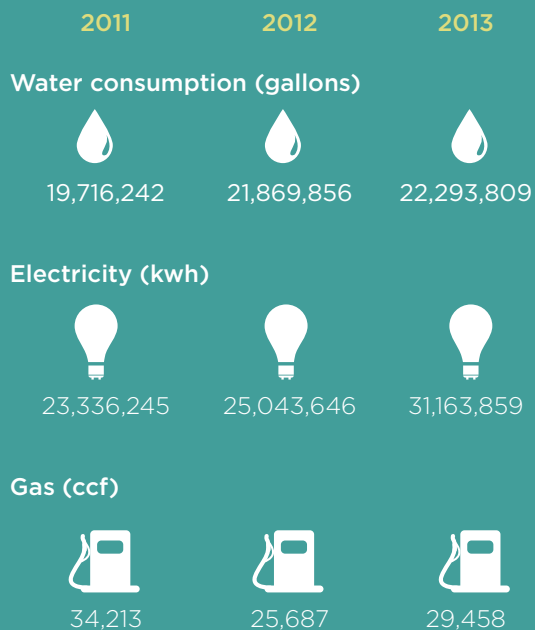 2011 2012 2013
Water consumption (gallons)
19,716,242 21,869,856 22,293,809
Electricity (kwh)
23,336,245 25,043,646 31,163,859
Gas (ccf)
34,213 25,687 29,458